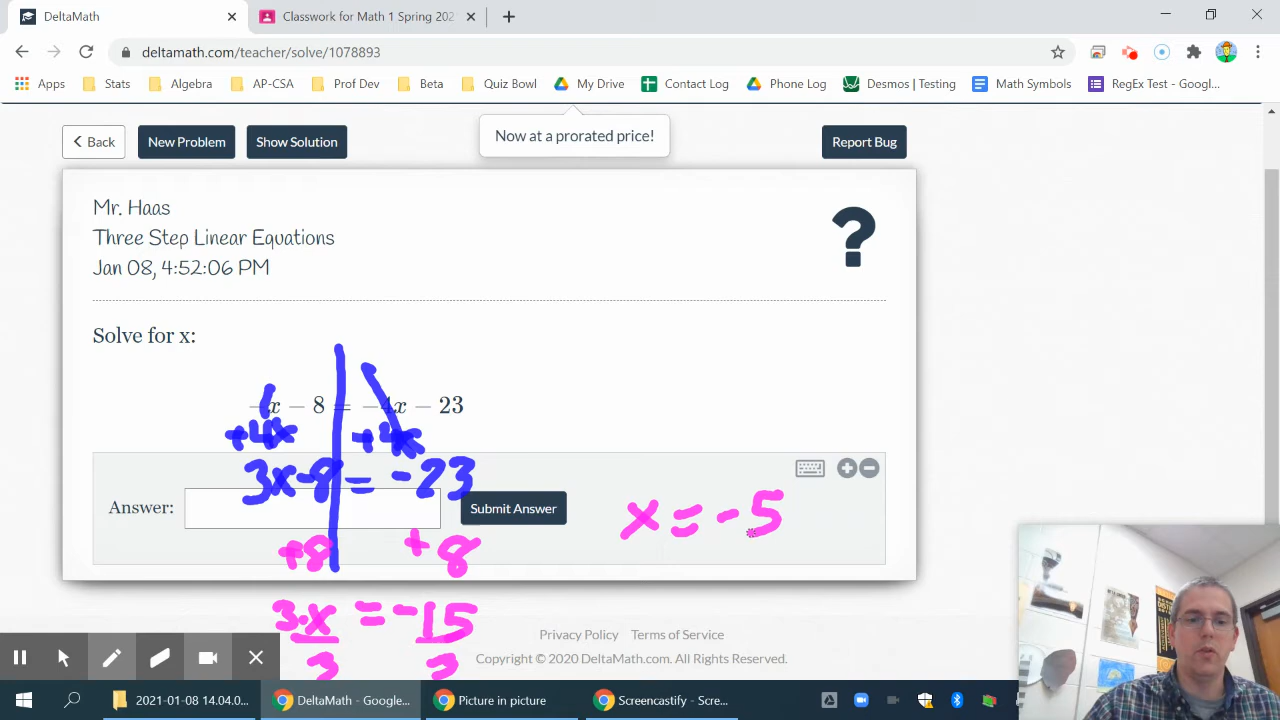 DeltaMath
Classwork for Math 1 Spring 202
deltamath.com/teacher/solve/1078893
Apps Stats Algebra AP-CSA Prof Dev Beta Quiz Bowl My Drive Contact Log Phone Log Desmos | Testing Math Symbols RegEx Test - Googl...
Now at a prorated price!
Back New Problem Show Solution Report Bug
Mr. Haas
Three Step Linear Equations
Jan 08, 4:52:06 PM
?
Solve for x:
−x − 8 = −4x − 23
+4x +4x
3x-8 = -23
Answer: Submit Answer
x = -5
+8 +8
3·x = -15
3 3
Privacy Policy Terms of Service
Copyright © 2020 DeltaMath.com. All Rights Reserved.
2021-01-08 14.04.0... DeltaMath - Google... Picture in picture Screencastify - Scre...